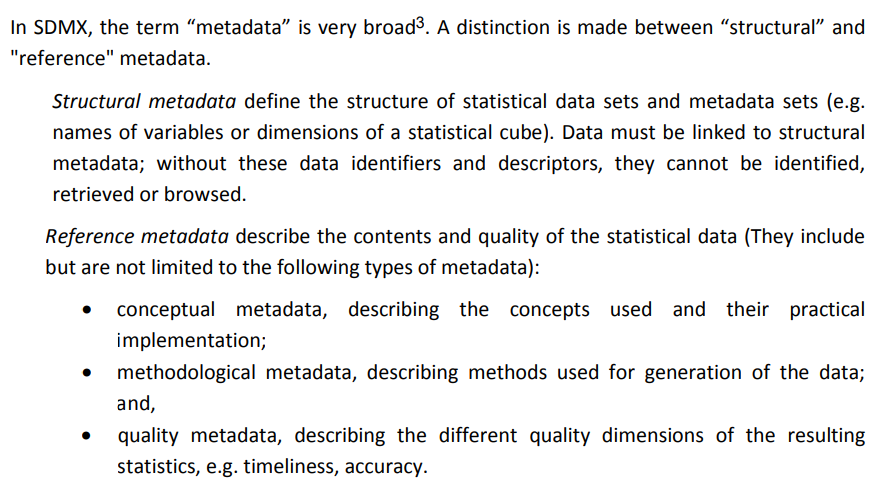 In SDMX, the term “metadata” is very broad³. A distinction is made between “structural” and
"reference" metadata.
Structural metadata define the structure of statistical data sets and metadata sets (e.g.
names of variables or dimensions of a statistical cube). Data must be linked to structural
metadata; without these data identifiers and descriptors, they cannot be identified,
retrieved or browsed.
Reference metadata describe the contents and quality of the statistical data (They include
but are not limited to the following types of metadata):
• conceptual metadata, describing the concepts used and their practical
implementation;
• methodological metadata, describing methods used for generation of the data;
and,
• quality metadata, describing the different quality dimensions of the resulting
statistics, e.g. timeliness, accuracy.